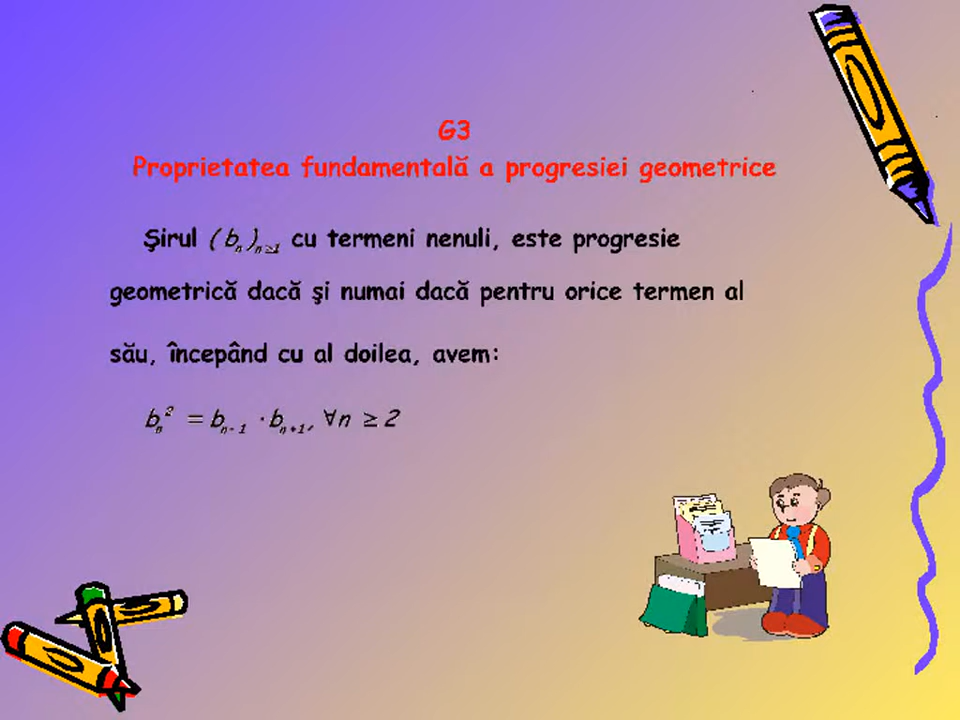 G3
Proprietatea fundamentală a progresiei geometrice
Şirul (bₙ)ₙ≥₁ cu termeni nenuli, este progresie
geometrică dacă şi numai dacă pentru orice termen al
său, începând cu al doilea, avem:
bₙ² = bₙ₋₁ · bₙ₊₁, ∀n ≥ 2